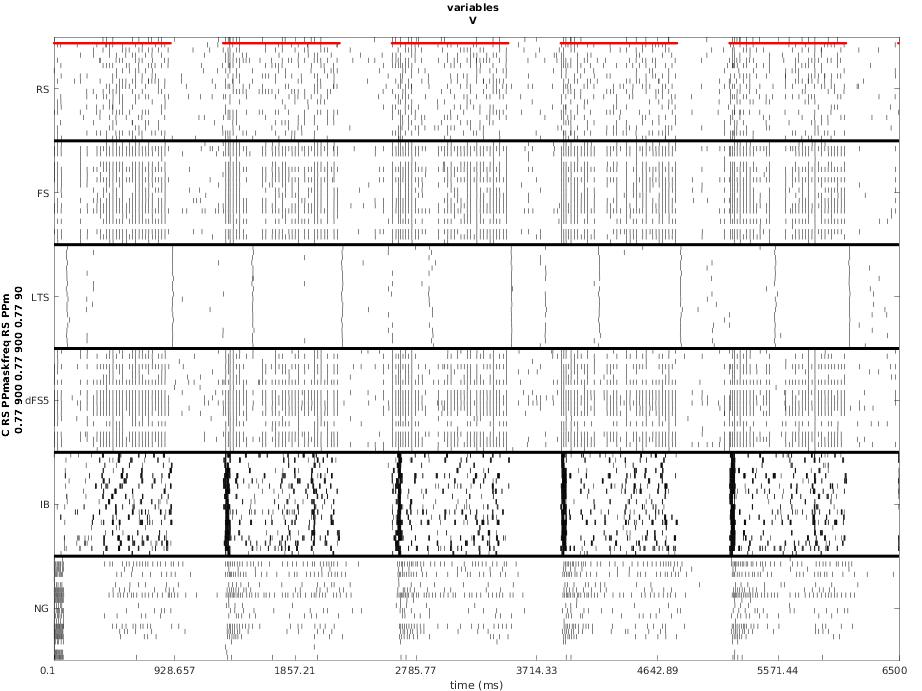 variables
V
C RS PPmaskfreq RS PPm
0.77 900 0.77 900 0.77 90
RS
FS
LTS
dFS5
IB
NG
0.1 928.657 1857.21 2785.77 3714.33 4642.89 5571.44 6500
time (ms)